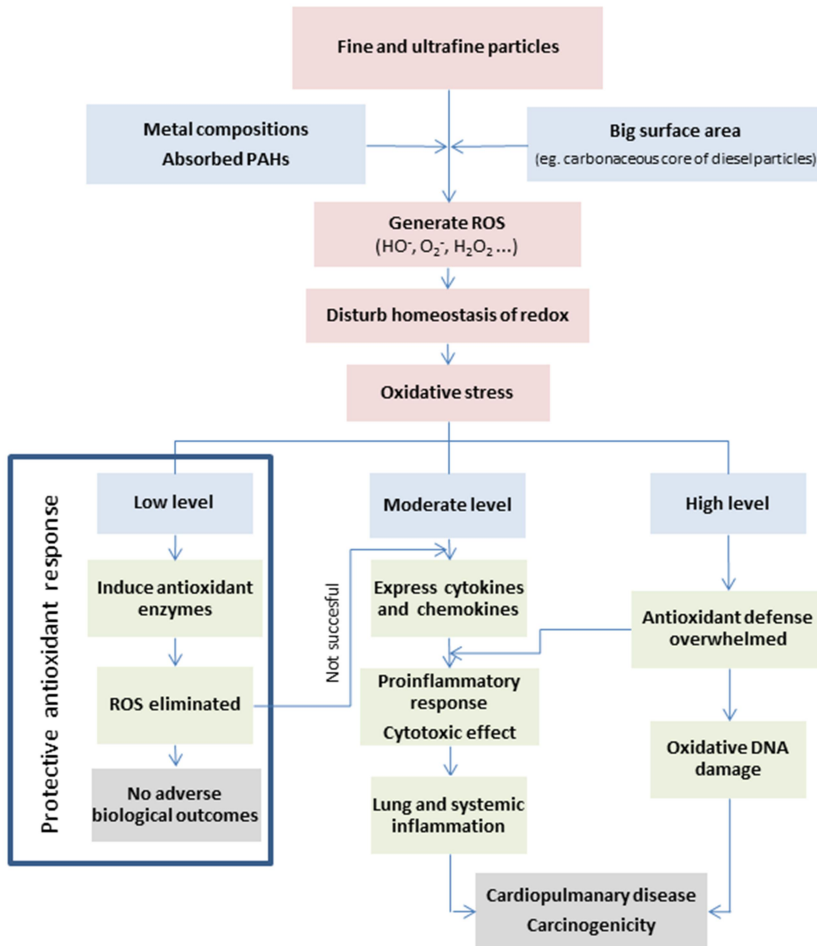 Fine and ultrafine particles
Metal compositions
Absorbed PAHs
Big surface area
(eg. carbonaceous core of diesel particles)
Generate ROS
(HO⁻, O₂⁻, H₂O₂ ...)
Disturb homeostasis of redox
Oxidative stress
Protective antioxidant response
Low level
Induce antioxidant
enzymes
ROS eliminated
No adverse
biological outcomes
Not succesful
Moderate level
Express cytokines
and chemokines
Proinflammatory
response
Cytotoxic effect
Lung and systemic
inflammation
High level
Antioxidant defense
overwhelmed
Oxidative DNA
damage
Cardiopulmanary disease
Carcinogenicity